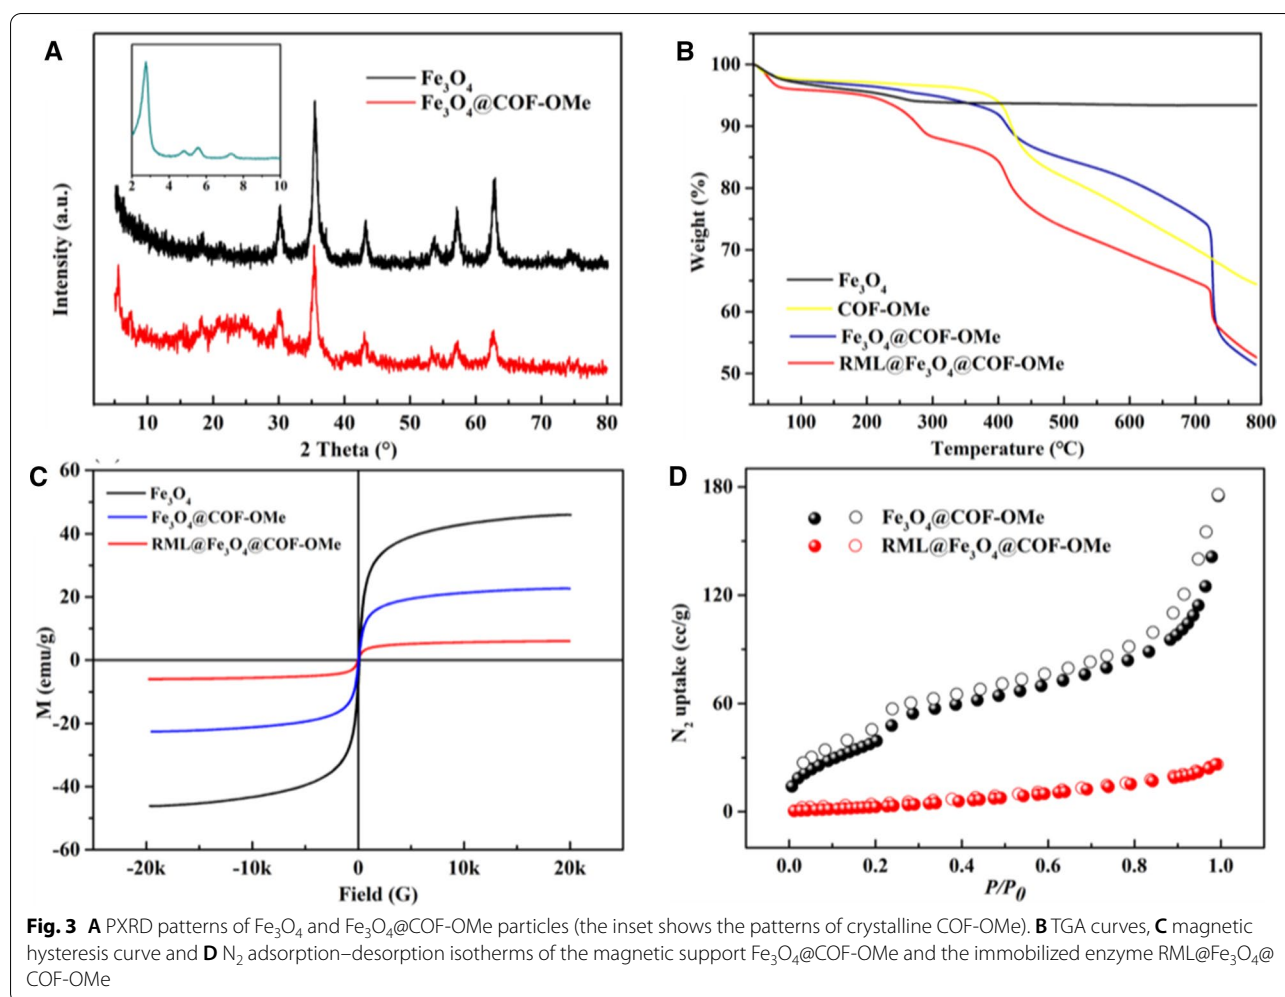 A
Fe₃O₄
Fe₃O₄@COF-OMe
2 4 6 8 10
Intensity (a.u.)
10 20 30 40 50 60 70 80
2 Theta (°)
B
100
90
80
70
60
50
Weight (%)
Fe₃O₄
COF-OMe
Fe₃O₄@COF-OMe
RML@Fe₃O₄@COF-OMe
100 200 300 400 500 600 700 800
Temperature (°C)
C
60
40
20
0
-20
-40
-60
M (emu/g)
Fe₃O₄
Fe₃O₄@COF-OMe
RML@Fe₃O₄@COF-OMe
-20k -10k 0 10k 20k
Field (G)
D
180
120
60
0
N₂ uptake (cc/g)
Fe₃O₄@COF-OMe
RML@Fe₃O₄@COF-OMe
0.0 0.2 0.4 0.6 0.8 1.0
P/P₀
Fig. 3 A PXRD patterns of Fe₃O₄ and Fe₃O₄@COF-OMe particles (the inset shows the patterns of crystalline COF-OMe). B TGA curves, C magnetic
hysteresis curve and D N₂ adsorption–desorption isotherms of the magnetic support Fe₃O₄@COF-OMe and the immobilized enzyme RML@Fe₃O₄@
COF-OMe